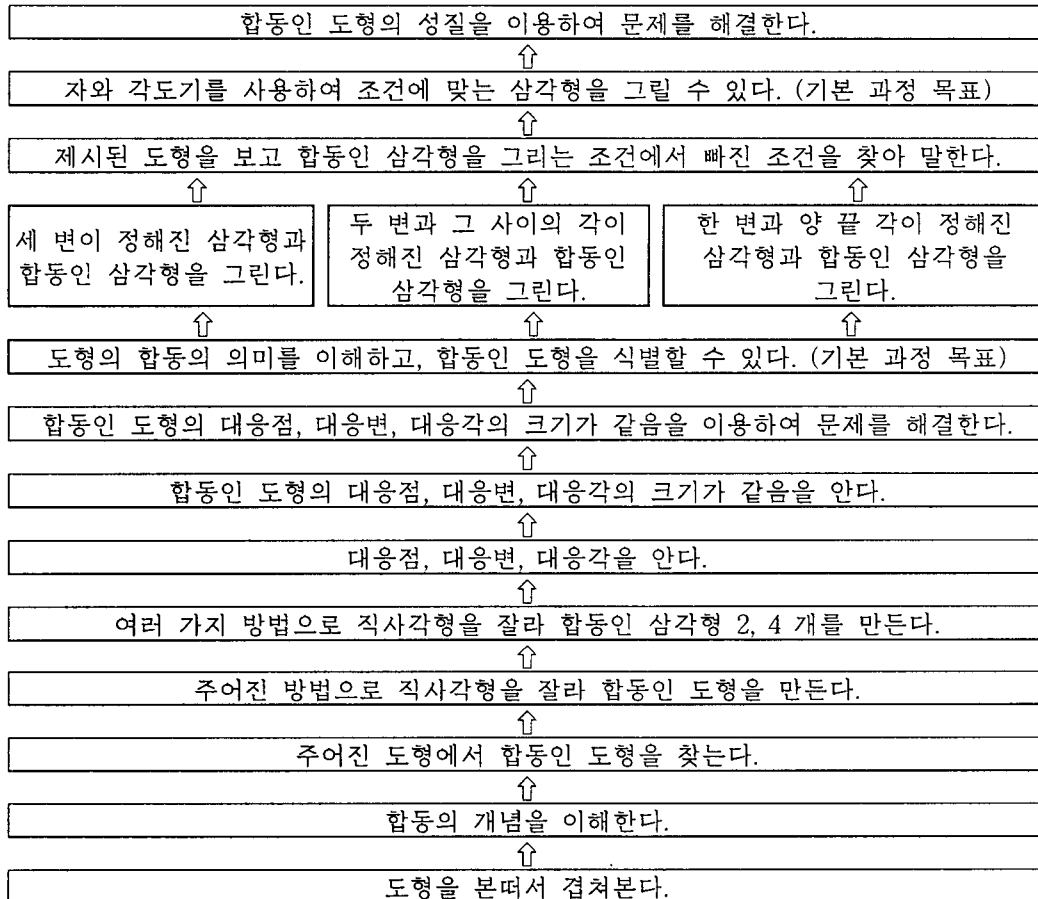 합동인 도형의 성질을 이용하여 문제를 해결한다.
⇧
자와 각도기를 사용하여 조건에 맞는 삼각형을 그릴 수 있다. (기본 과정 목표)
⇧
제시된 도형을 보고 합동인 삼각형을 그리는 조건에서 빠진 조건을 찾아 말한다.
⇧ ⇧ ⇧
세 변이 정해진 삼각형과
합동인 삼각형을 그린다.
두 변과 그 사이의 각이
정해진 삼각형과 합동인
삼각형을 그린다.
한 변과 양 끝 각이 정해진
삼각형과 합동인 삼각형을
그린다.
⇧ ⇧ ⇧
도형의 합동의 의미를 이해하고, 합동인 도형을 식별할 수 있다. (기본 과정 목표)
⇧
합동인 도형의 대응점, 대응변, 대응각의 크기가 같음을 이용하여 문제를 해결한다.
⇧
합동인 도형의 대응점, 대응변, 대응각의 크기가 같음을 안다.
⇧
대응점, 대응변, 대응각을 안다.
⇧
여러 가지 방법으로 직사각형을 잘라 합동인 삼각형 2, 4 개를 만든다.
⇧
주어진 방법으로 직사각형을 잘라 합동인 도형을 만든다.
⇧
주어진 도형에서 합동인 도형을 찾는다.
⇧
합동의 개념을 이해한다.
⇧
도형을 본떠서 겹쳐본다.